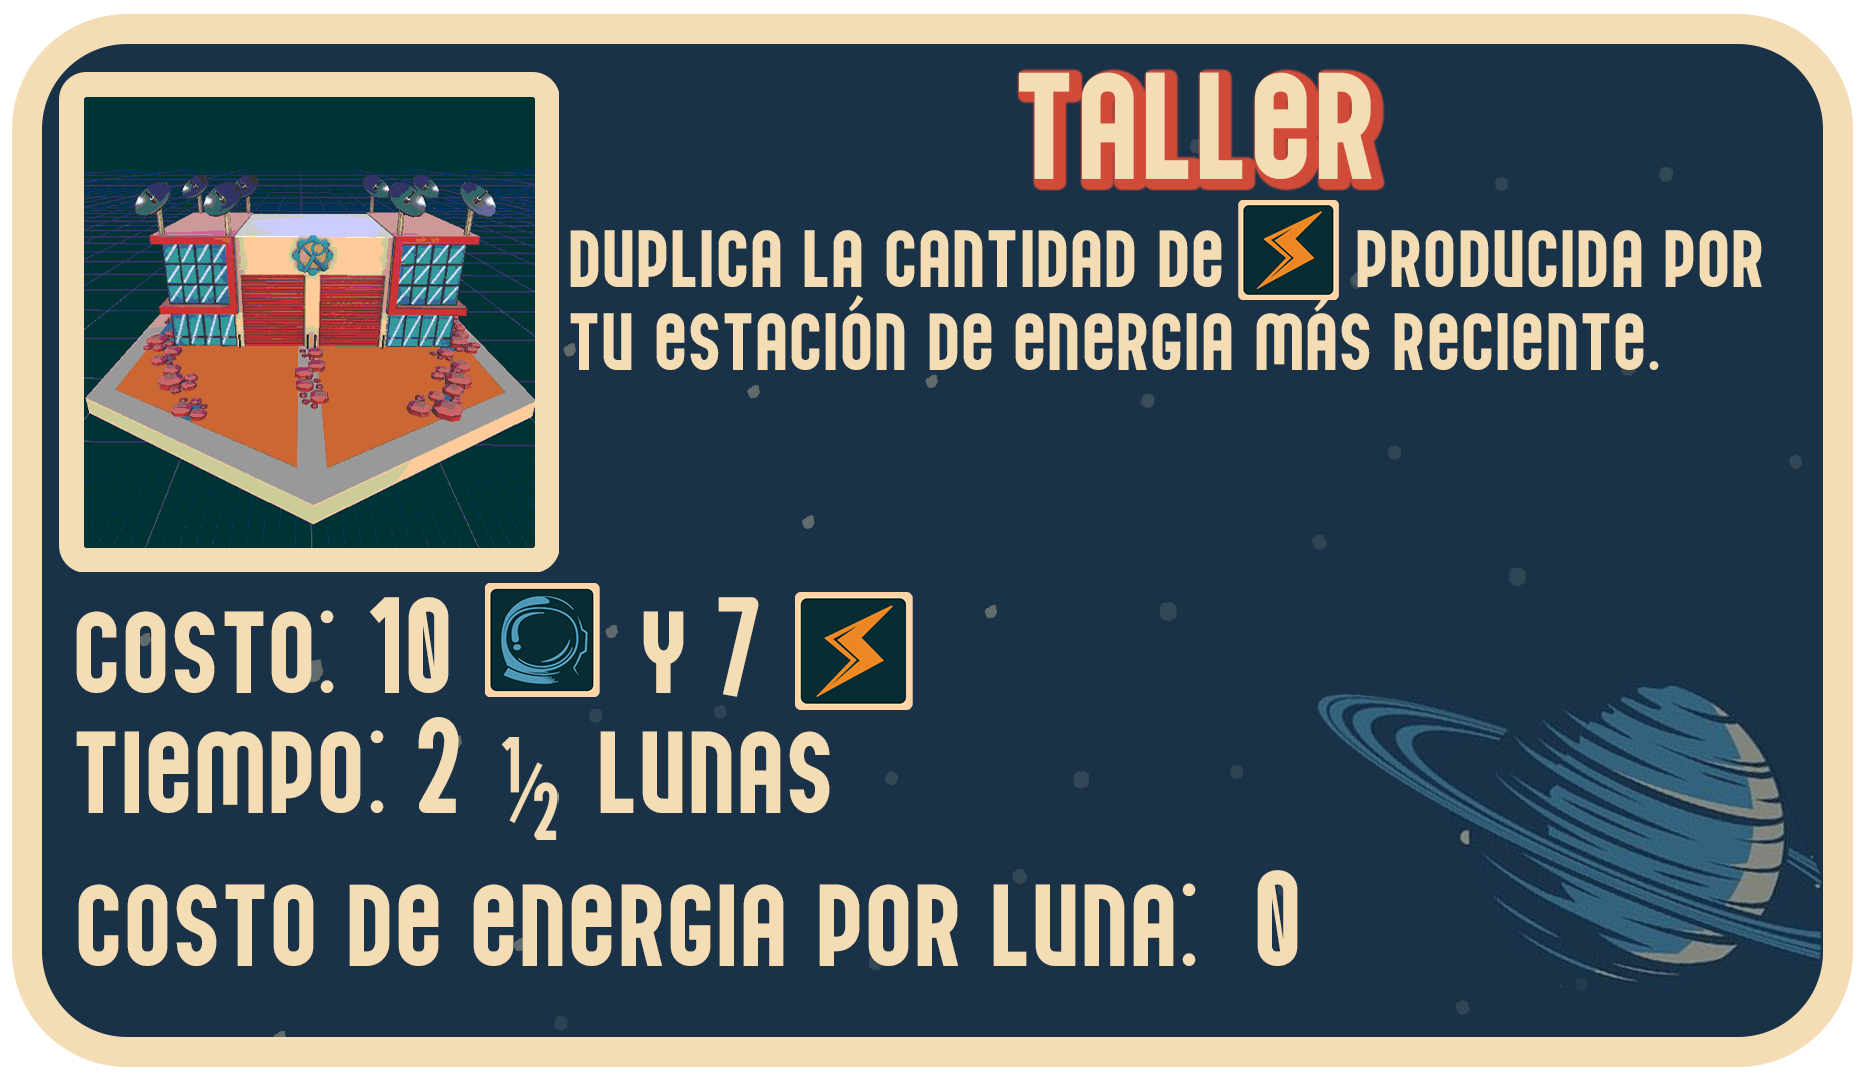 TALLER
DUPLICA LA CANTIDAD DE PRODUCIDA POR
TU ESTACIÓN DE ENERGIA MÁS RECIENTE.
COSTO: 10 Y 7
TIEMPO: 2 ½ LUNAS
COSTO DE ENERGIA POR LUNA: 0